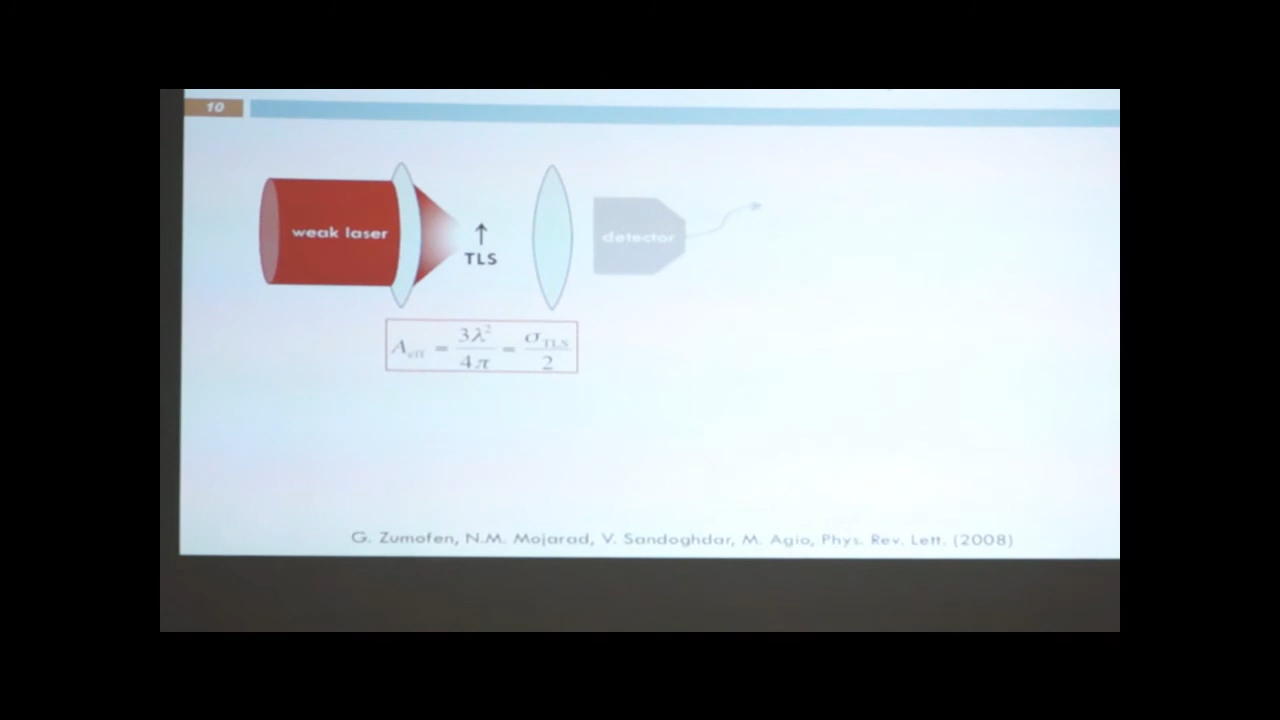 10
weak laser
TLS
detector
A_eff = 3λ²/4π = σ_TLS/2
G. Zumofen, N.M. Mojarad, V. Sandoghdar, M. Agio, Phys. Rev. Lett. (2008)